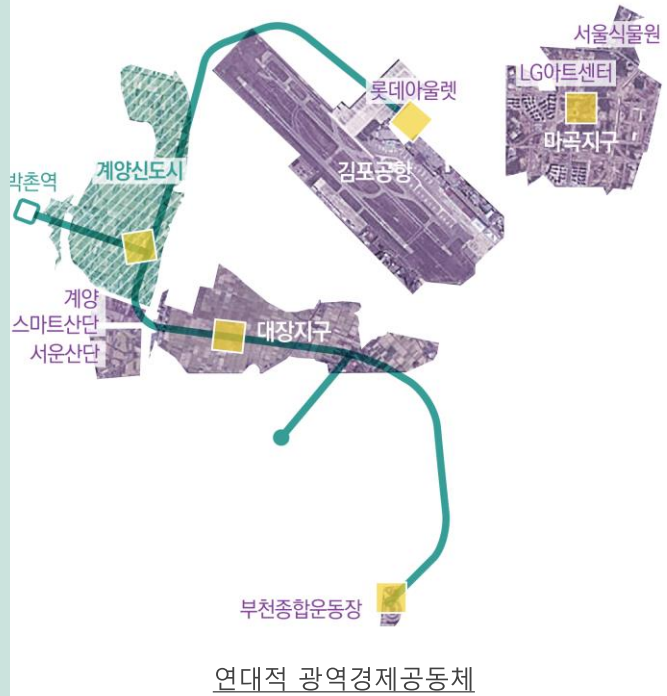 서울식물원
LG아트센터
롯데아울렛
마곡지구
계양신도시
김포공항
박촌역
계양
스마트산단
서운산단
대장지구
부천종합운동장
연대적 광역경제공동체